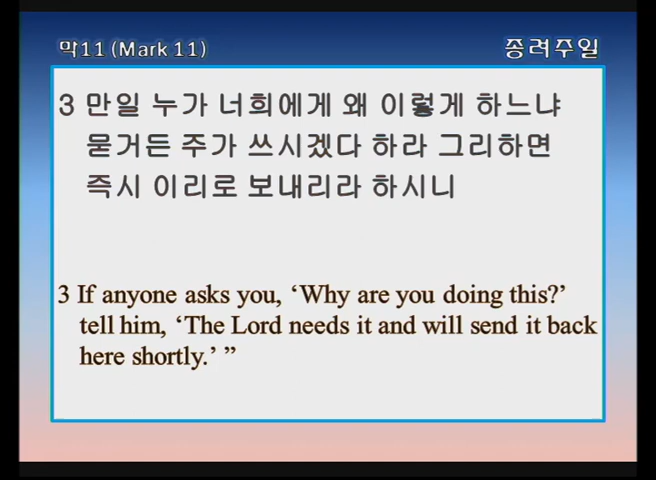 막11 (Mark 11)
종려주일
3 만일 누가 너희에게 왜 이렇게 하느냐
묻거든 주가 쓰시겠다 하라 그리하면
즉시 이리로 보내리라 하시니
3 If anyone asks you, ‘Why are you doing this?’
tell him, ‘The Lord needs it and will send it back
here shortly.’ ”